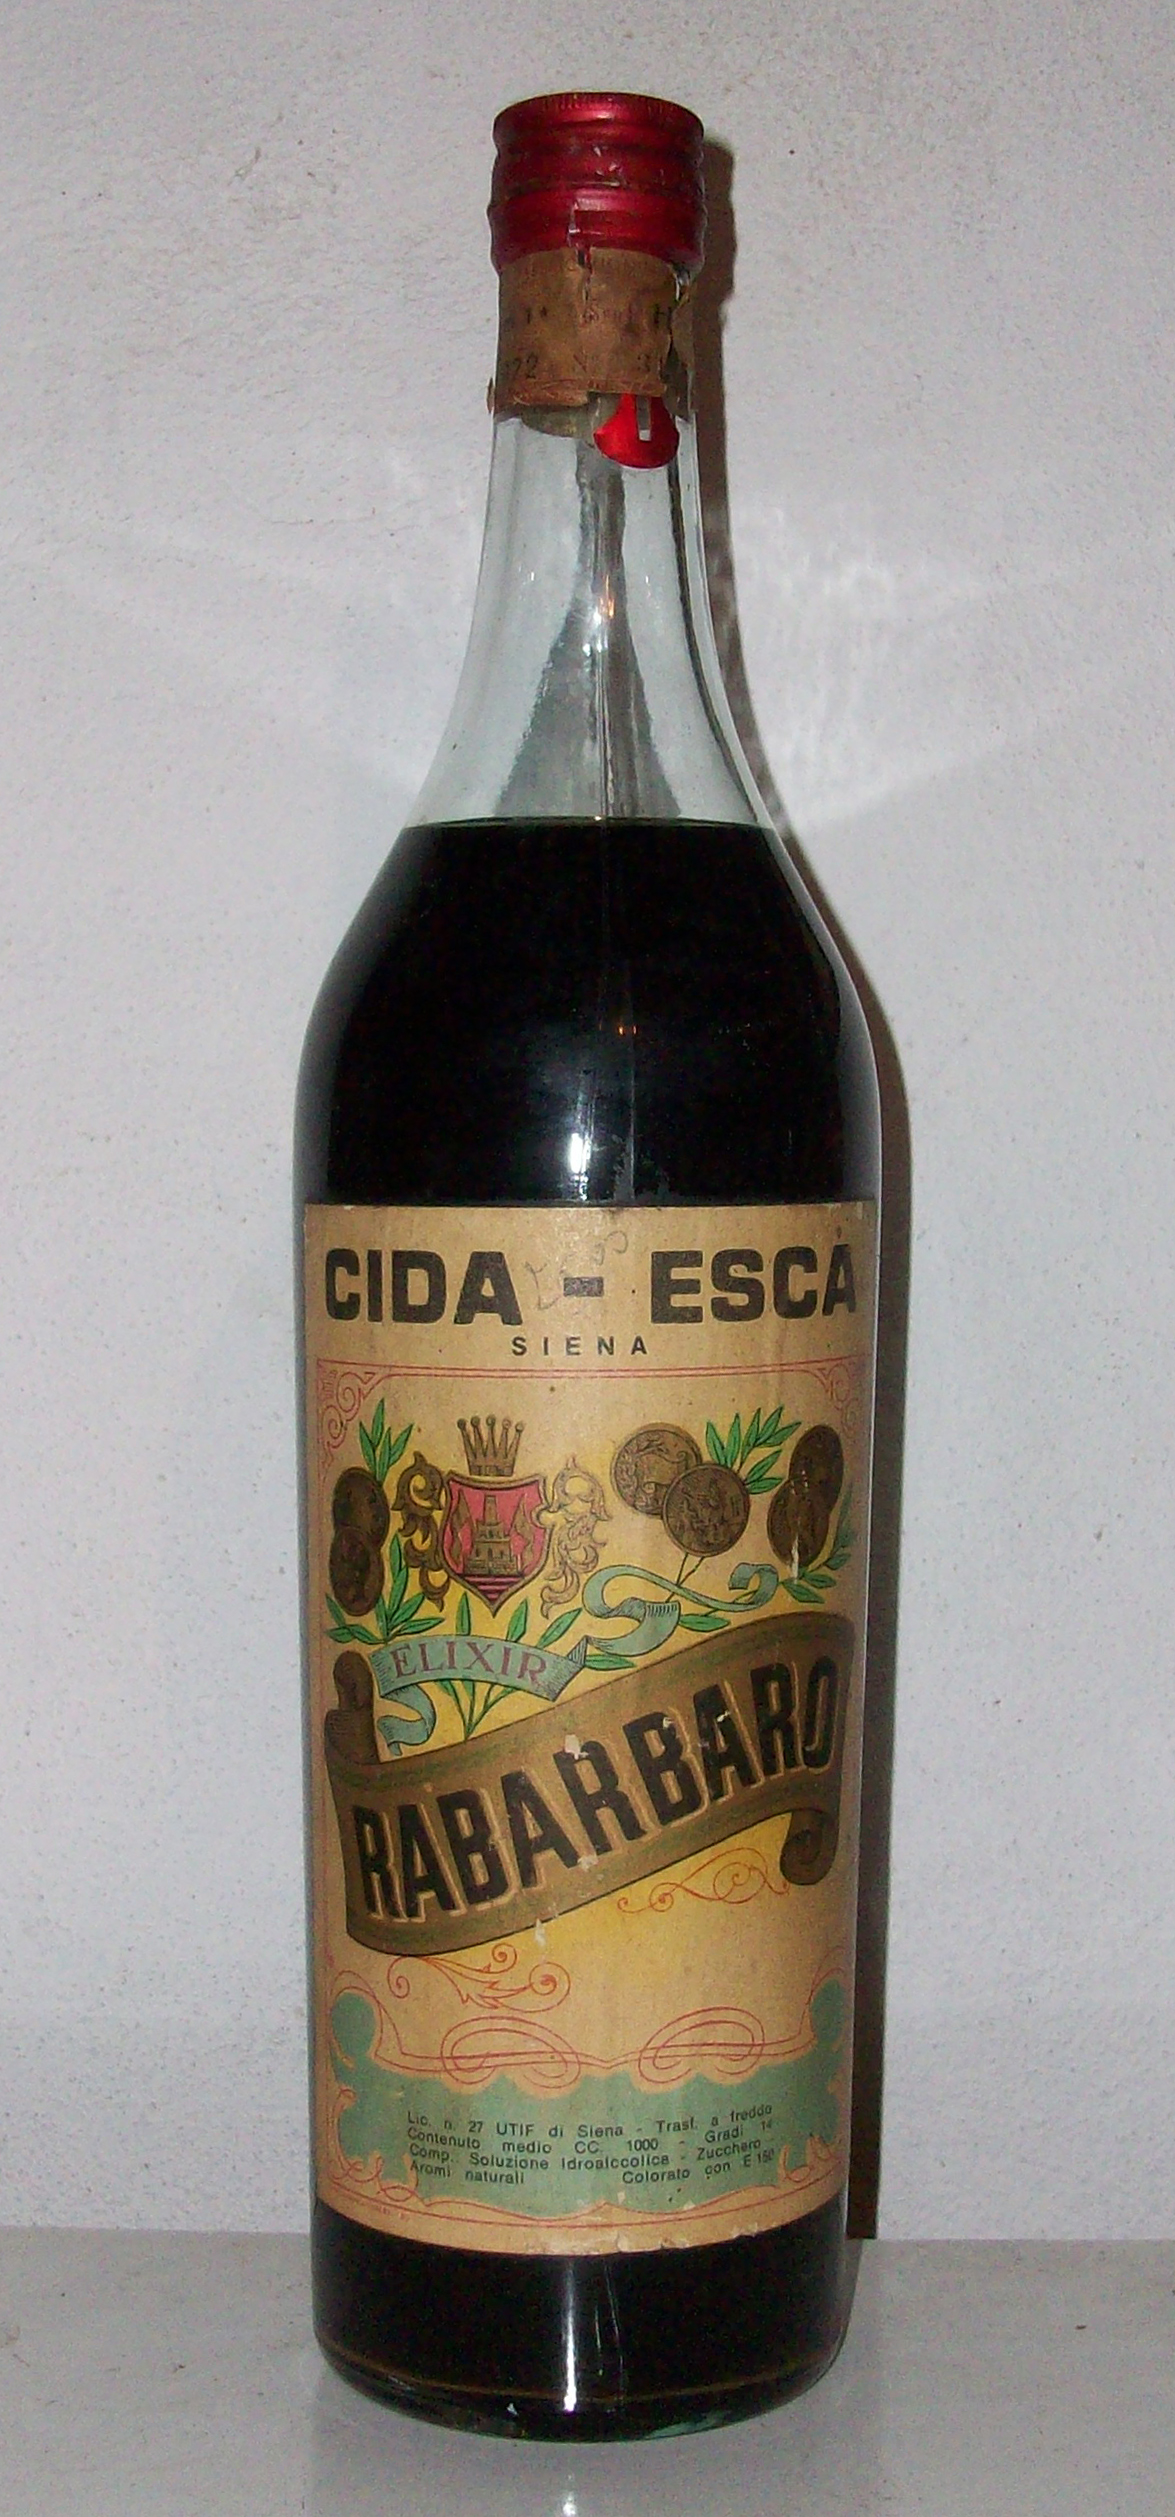 CIDA - ESCA
SIENA
ELIXIR
RABARBARO
Lic. n. 27 UTIF di Siena - Trasf. a freddo
Contenuto medio CC. 1000 - Gradi 14
Comp.: Soluzione Idroalccolica - Zucchero -
Aromi naturali Colorato con E 150